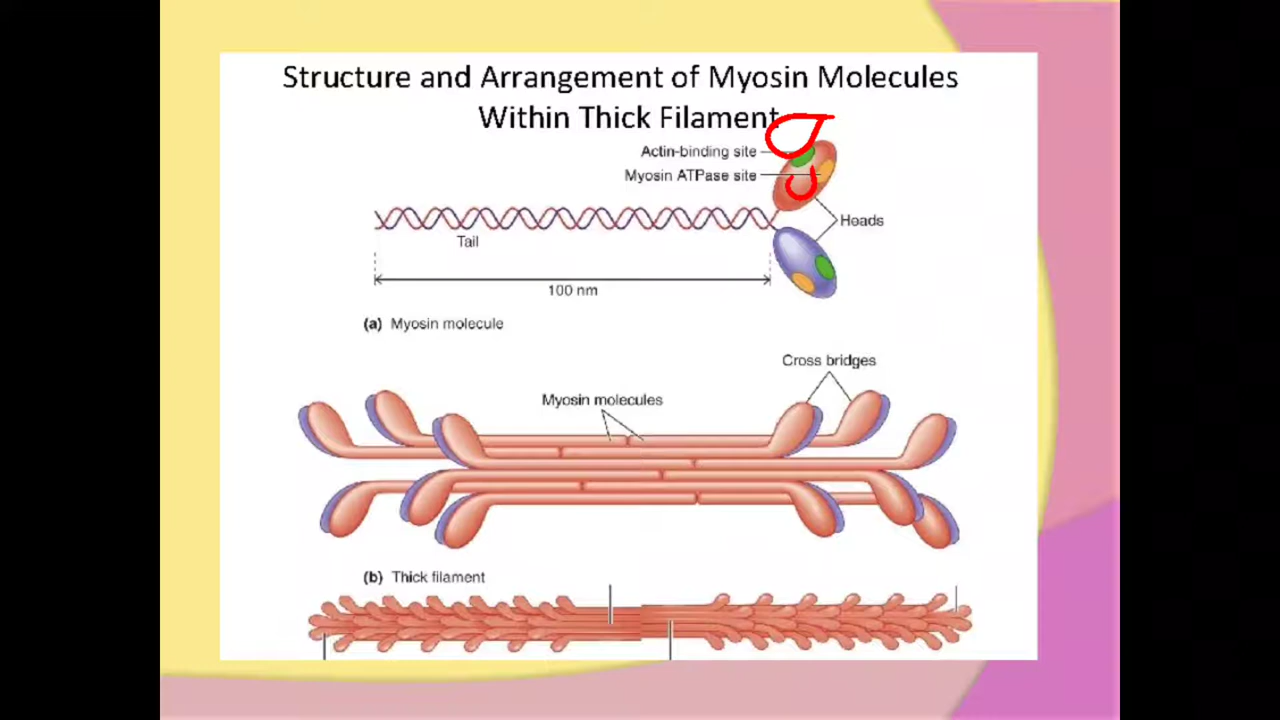 Structure and Arrangement of Myosin Molecules
Within Thick Filament
Actin-binding site
Myosin ATPase site
Heads
Tail
100 nm
(a) Myosin molecule
Cross bridges
Myosin molecules
(b) Thick filament